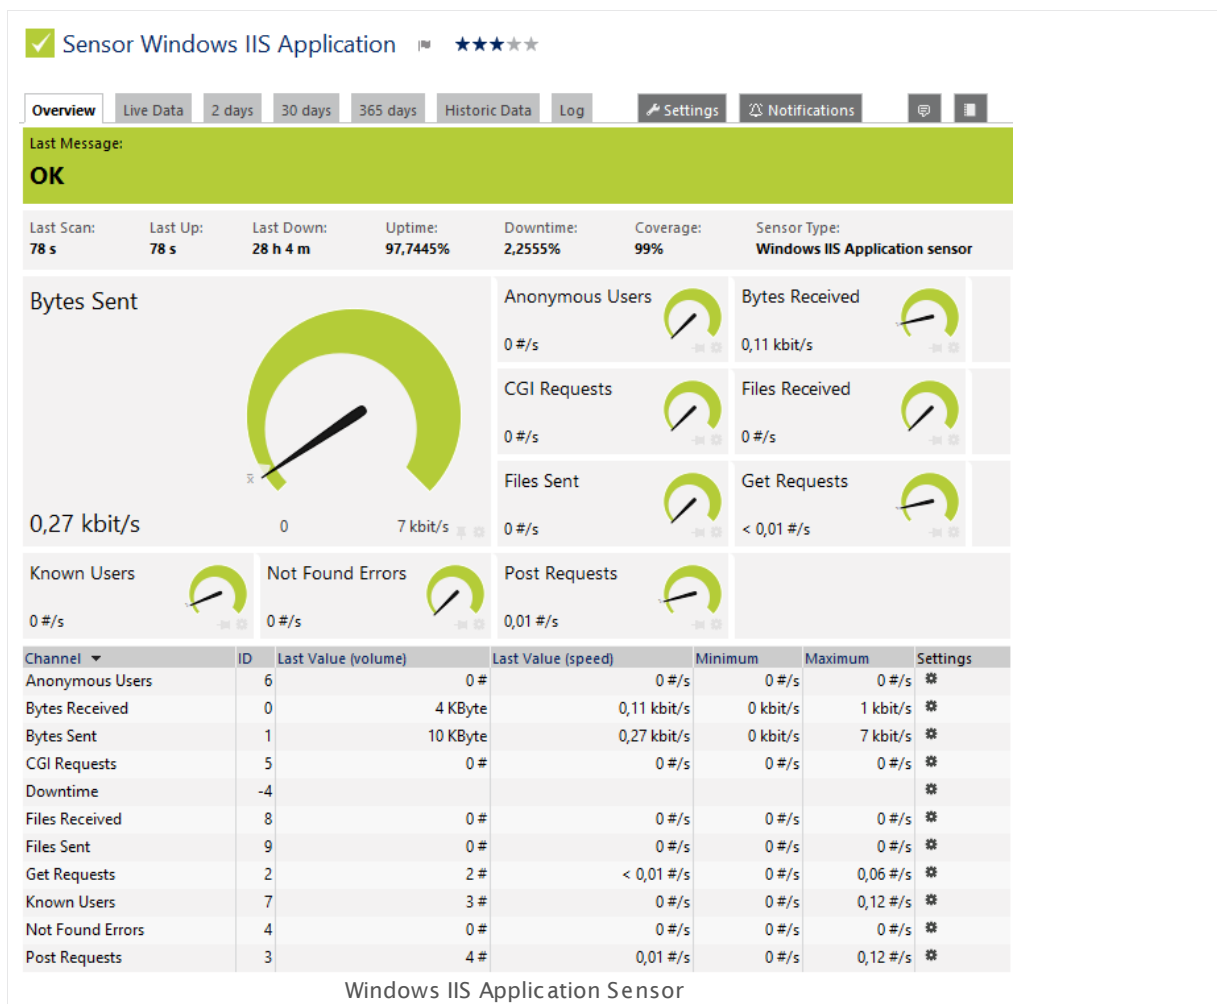 Sensor Windows IIS Application
Overview Live Data 2 days 30 days 365 days Historic Data Log Settings Notifications
Last Message:
OK
Last Scan: Last Up: Last Down: Uptime: Downtime: Coverage: Sensor Type:
78 s 78 s 28 h 4 m 97,7445% 2,2555% 99% Windows IIS Application sensor
Bytes Sent
0,27 kbit/s
0 7 kbit/s
Anonymous Users
0 #/s
Bytes Received
0,11 kbit/s
CGI Requests
0 #/s
Files Received
0 #/s
Files Sent
0 #/s
Get Requests
< 0,01 #/s
Known Users
0 #/s
Not Found Errors
0 #/s
Post Requests
0,01 #/s
Channel ID Last Value (volume) Last Value (speed) Minimum Maximum Settings
Anonymous Users 6 0 # 0 #/s 0 #/s 0 #/s
Bytes Received 0 4 KByte 0,11 kbit/s 0 kbit/s 1 kbit/s
Bytes Sent 1 10 KByte 0,27 kbit/s 0 kbit/s 7 kbit/s
CGI Requests 5 0 # 0 #/s 0 #/s 0 #/s
Downtime -4
Files Received 8 0 # 0 #/s 0 #/s 0 #/s
Files Sent 9 0 # 0 #/s 0 #/s 0 #/s
Get Requests 2 2 # < 0,01 #/s 0 #/s 0,06 #/s
Known Users 7 3 # 0 #/s 0 #/s 0,12 #/s
Not Found Errors 4 0 # 0 #/s 0 #/s 0 #/s
Post Requests 3 4 # 0,01 #/s 0 #/s 0,12 #/s
Windows IIS Application Sensor